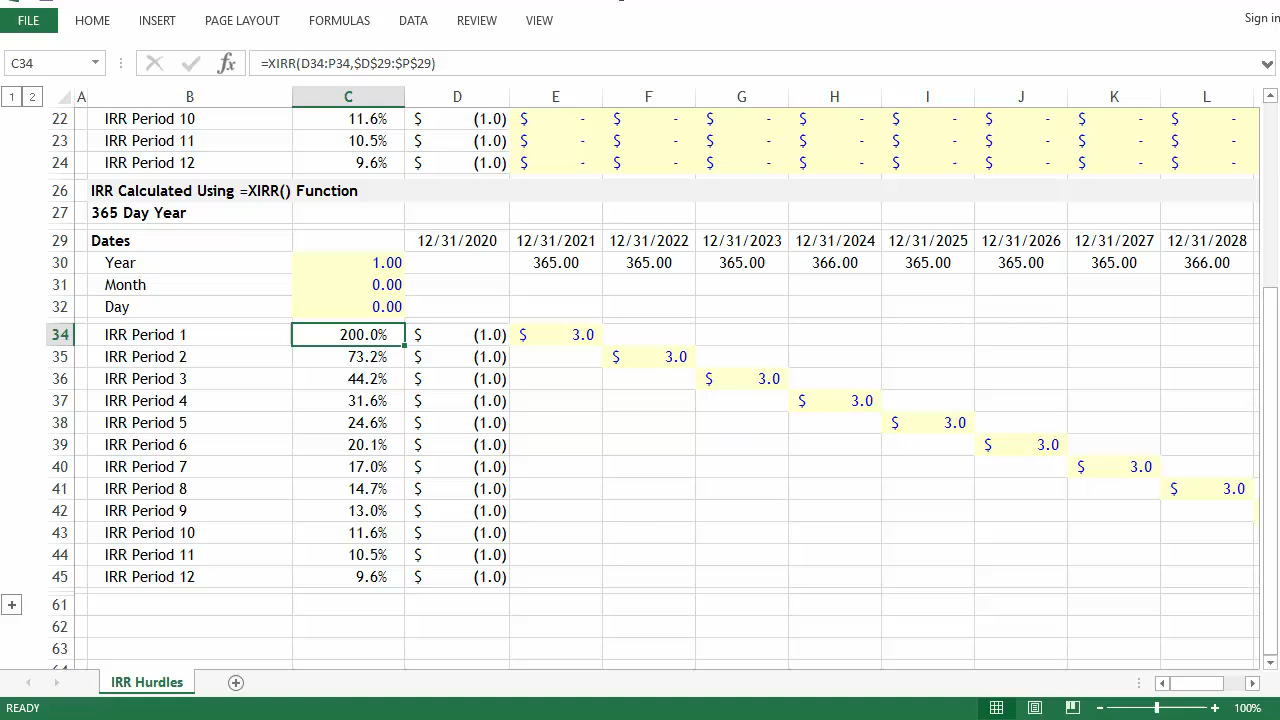 FILE HOME INSERT PAGE LAYOUT FORMULAS DATA REVIEW VIEW Sign in
C34 fx =XIRR(D34:P34,$D$29:$P$29)
1 2 A B C D E F G H I J K L
22 IRR Period 10 11.6% $ (1.0) $ - $ - $ - $ - $ - $ - $ - $ -
23 IRR Period 11 10.5% $ (1.0) $ - $ - $ - $ - $ - $ - $ - $ -
24 IRR Period 12 9.6% $ (1.0) $ - $ - $ - $ - $ - $ - $ - $ -
26 IRR Calculated Using =XIRR() Function
27 365 Day Year
29 Dates 12/31/2020 12/31/2021 12/31/2022 12/31/2023 12/31/2024 12/31/2025 12/31/2026 12/31/2027 12/31/2028
30 Year 1.00 365.00 365.00 365.00 366.00 365.00 365.00 365.00 366.00
31 Month 0.00
32 Day 0.00
34 IRR Period 1 200.0% $ (1.0) $ 3.0
35 IRR Period 2 73.2% $ (1.0) $ 3.0
36 IRR Period 3 44.2% $ (1.0) $ 3.0
37 IRR Period 4 31.6% $ (1.0) $ 3.0
38 IRR Period 5 24.6% $ (1.0) $ 3.0
39 IRR Period 6 20.1% $ (1.0) $ 3.0
40 IRR Period 7 17.0% $ (1.0) $ 3.0
41 IRR Period 8 14.7% $ (1.0) $ 3.0
42 IRR Period 9 13.0% $ (1.0)
43 IRR Period 10 11.6% $ (1.0)
44 IRR Period 11 10.5% $ (1.0)
45 IRR Period 12 9.6% $ (1.0)
61
62
63
IRR Hurdles
READY 100%